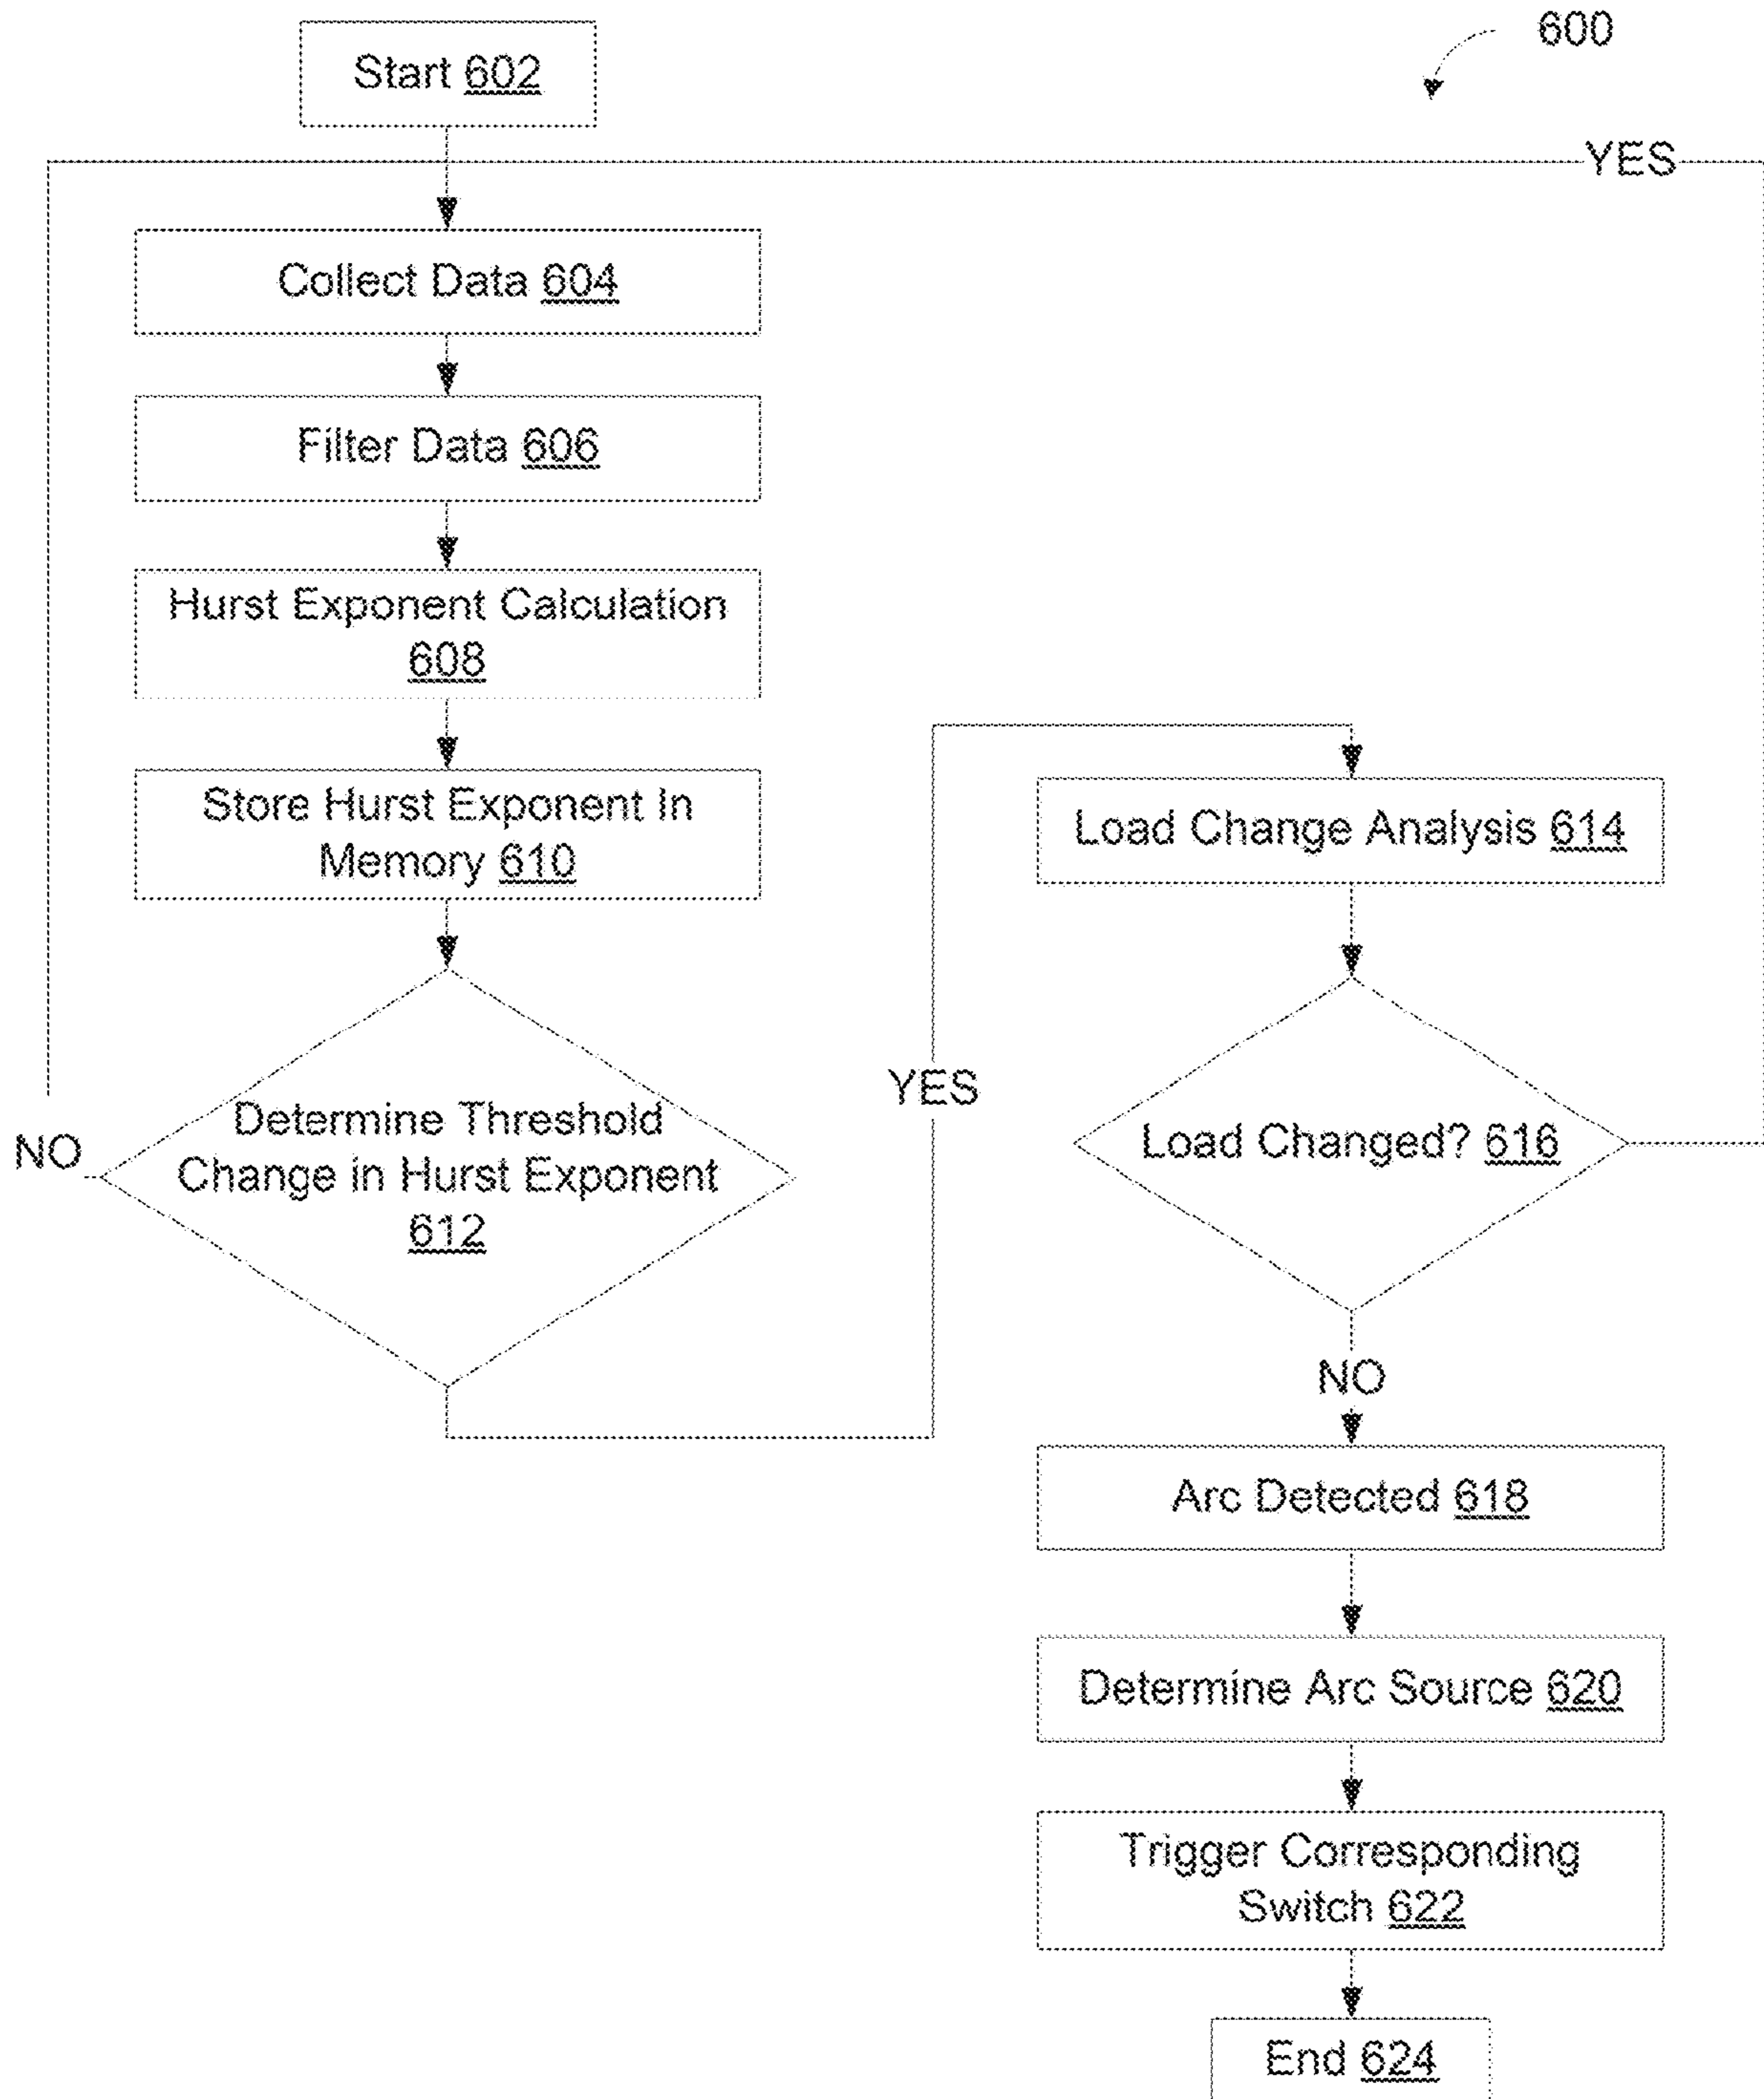 600
Start 602
YES
Collect Data 604
Filter Data 606
Hurst Exponent Calculation
608
Store Hurst Exponent In
Memory 610
NO
Determine Threshold
Change in Hurst Exponent
612
YES
Load Change Analysis 614
Load Changed? 616
NO
Arc Detected 618
Determine Arc Source 620
Trigger Corresponding
Switch 622
End 624